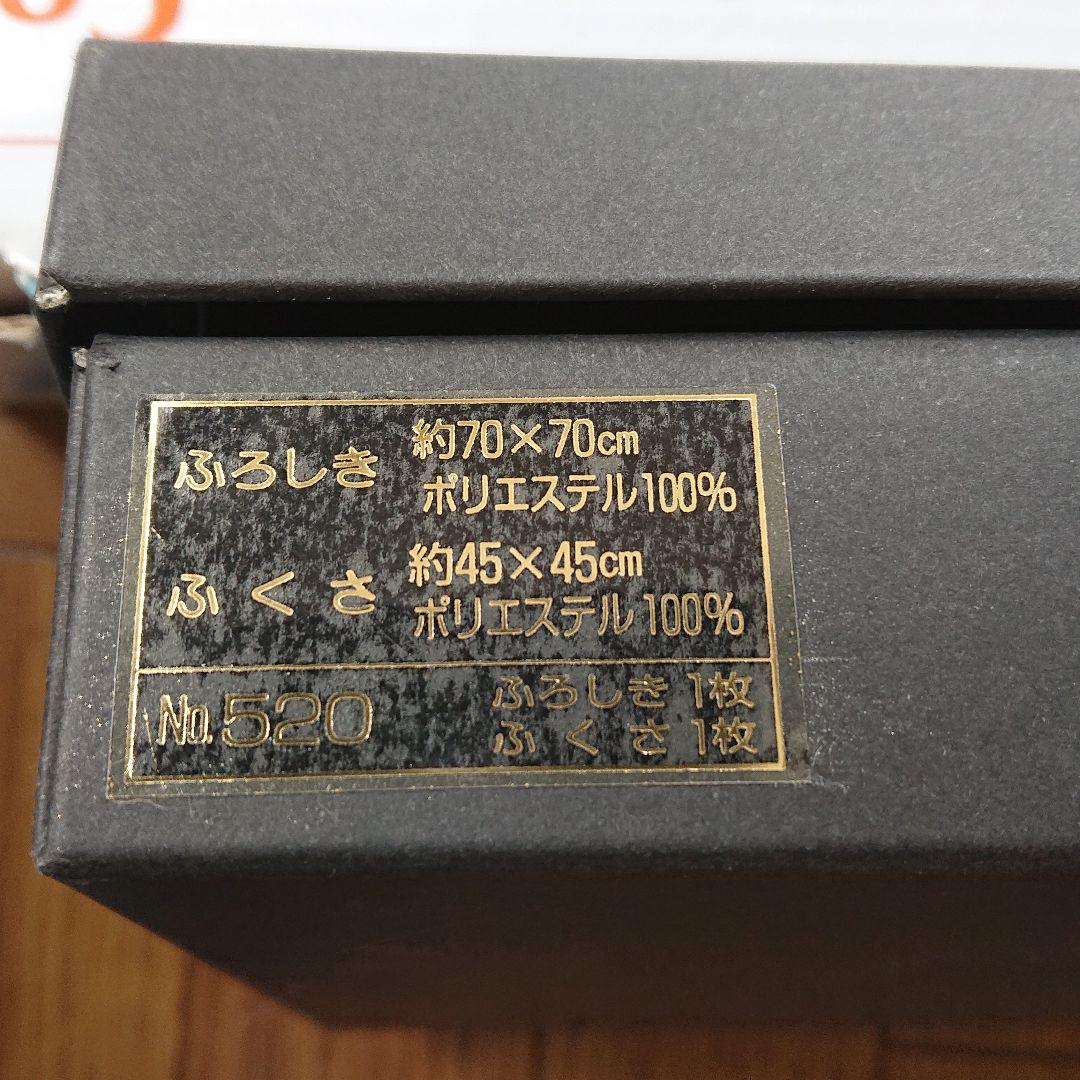 ふろしき 約70×70cm
ポリエステル100%
ふくさ 約45×45cm
ポリエステル100%
No.520 ふろしき 1枚
ふくさ 1枚